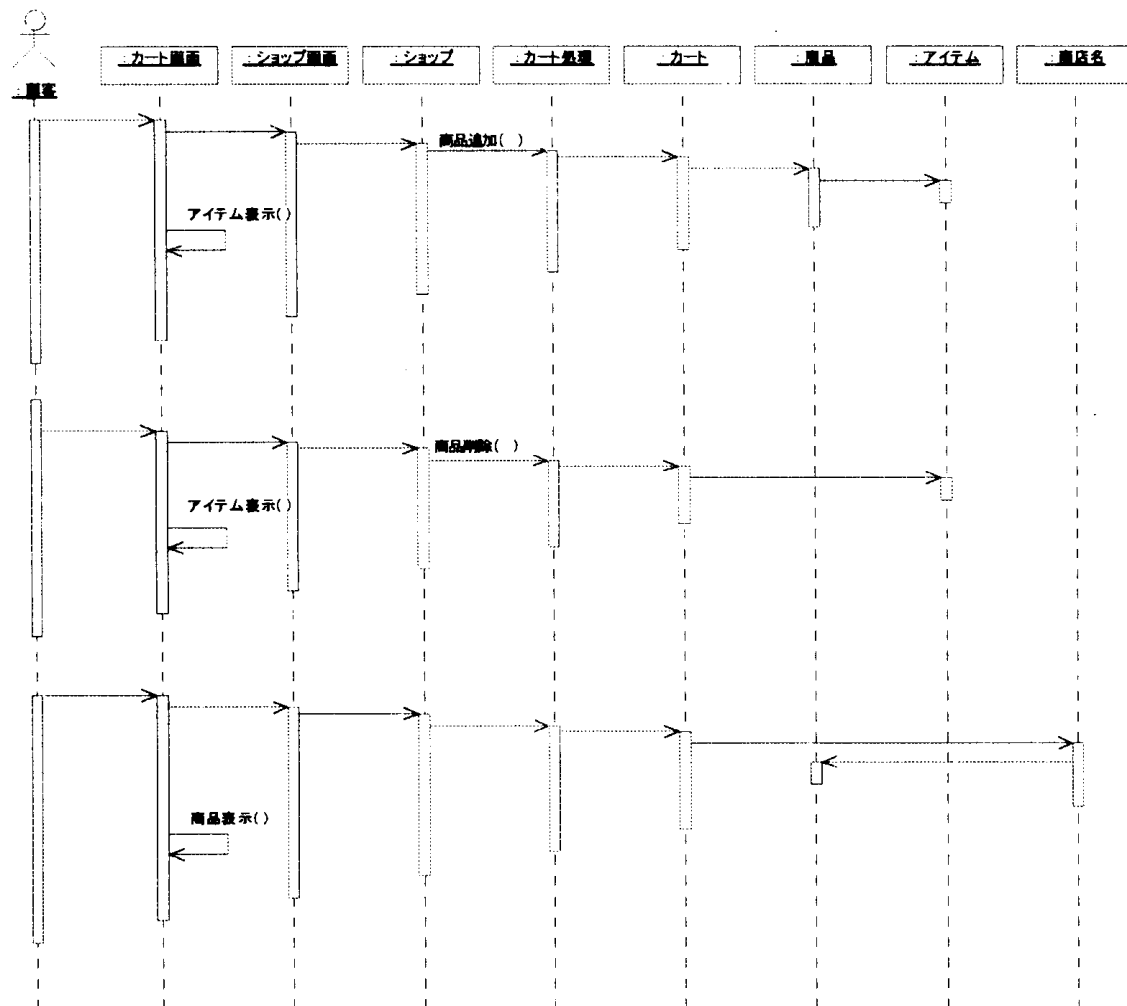 :顧客
:カート画面
:ショップ画面
:ショップ
:カート処理
:カート
:商品
:アイテム
:商店名
商品追加( )
アイテム表示()
商品削除( )
アイテム表示()
商品表示()